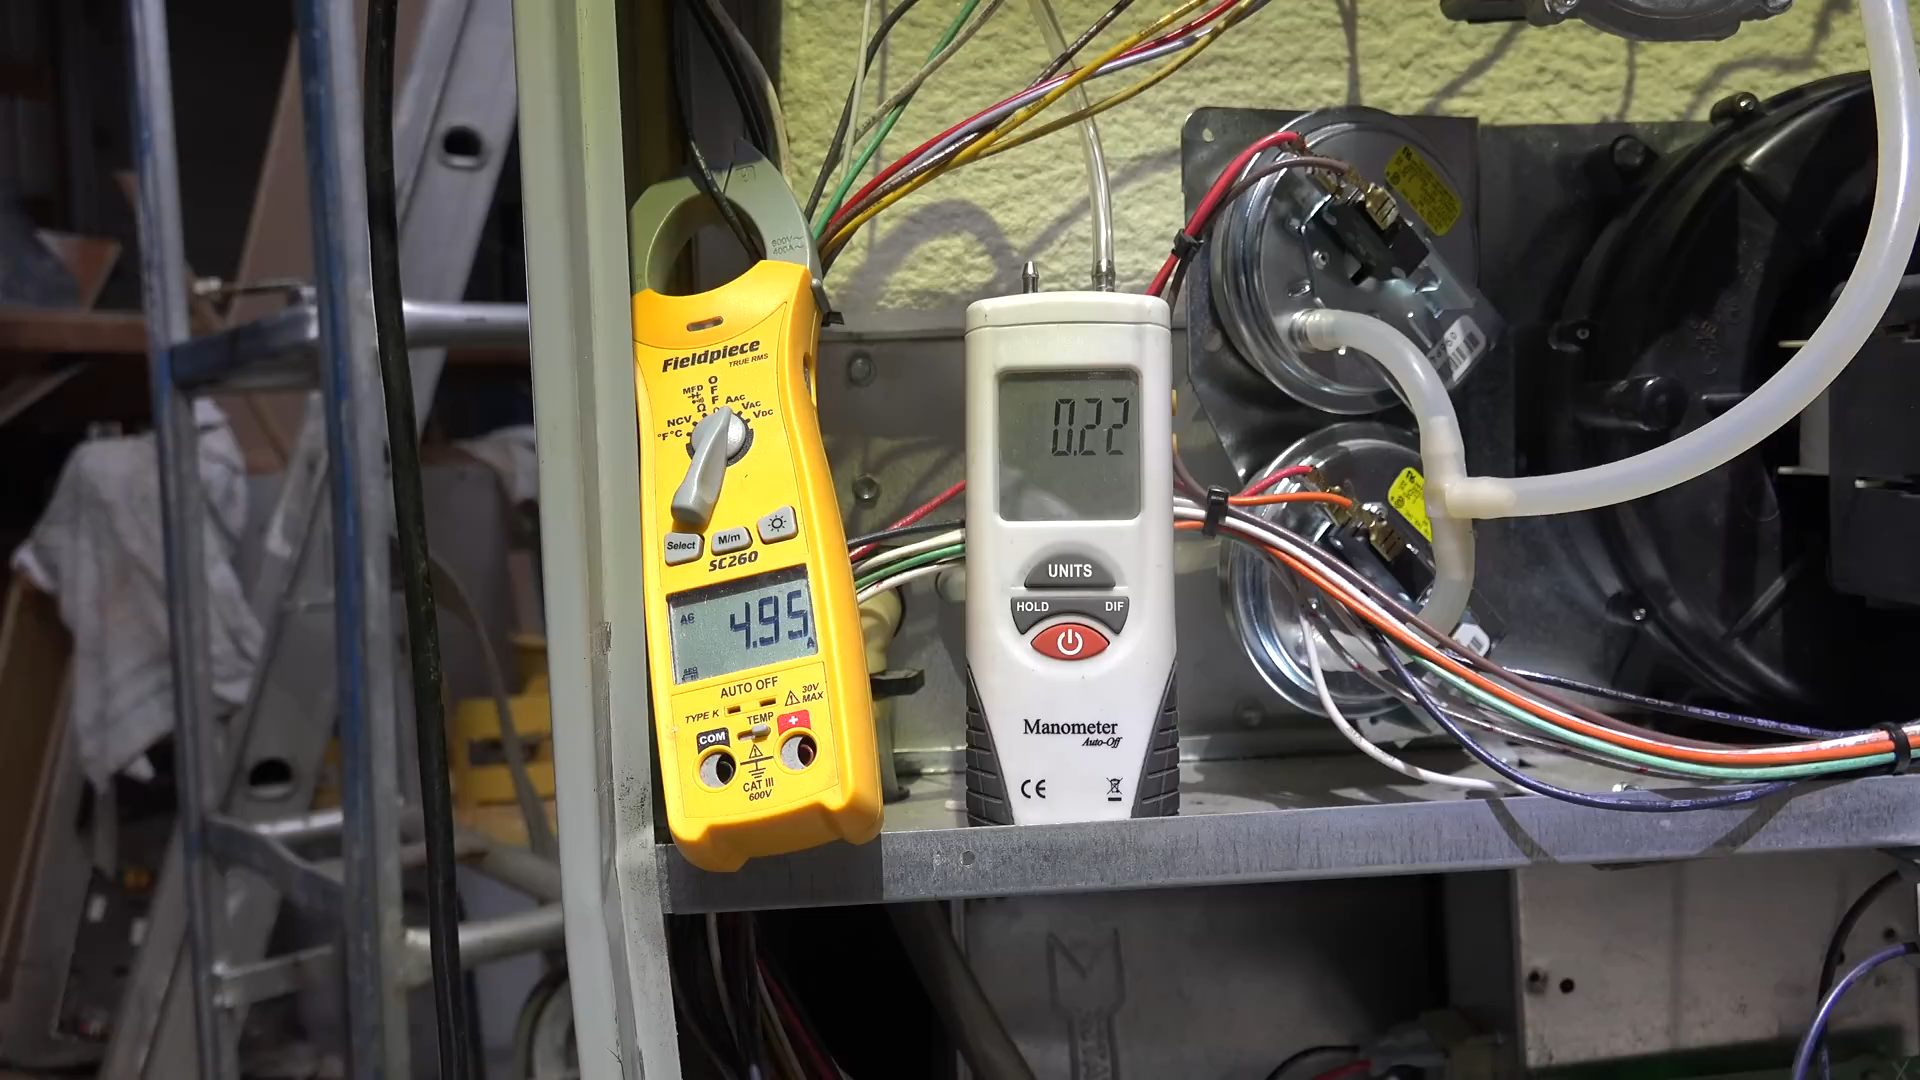 600V~
400A~
Fieldpiece
TRUE RMS
OFF
MFD
Ω
AAC
VAC
VDC
NCV
°F°C
Select
M/m
SC260
AC
4.95
A
AUTO OFF
30V
MAX
TYPE K
TEMP
COM
+
CAT III
600V
0.22
UNITS
HOLD
DIF
Manometer
Auto-Off
CE